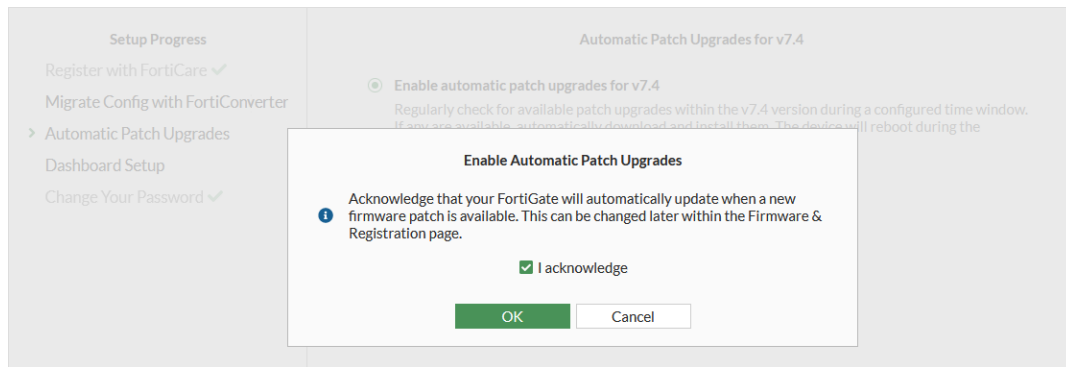 Setup Progress
Register with FortiCare
Migrate Config with FortiConverter
Automatic Patch Upgrades
Dashboard Setup
Change Your Password
Automatic Patch Upgrades for v7.4
Enable automatic patch upgrades for v7.4
Regularly check for available patch upgrades within the v7.4 version during a configured time window.
If any are available, automatically download and install them. The device will reboot during the
Enable Automatic Patch Upgrades
Acknowledge that your FortiGate will automatically update when a new
firmware patch is available. This can be changed later within the Firmware &
Registration page.
I acknowledge
OK
Cancel